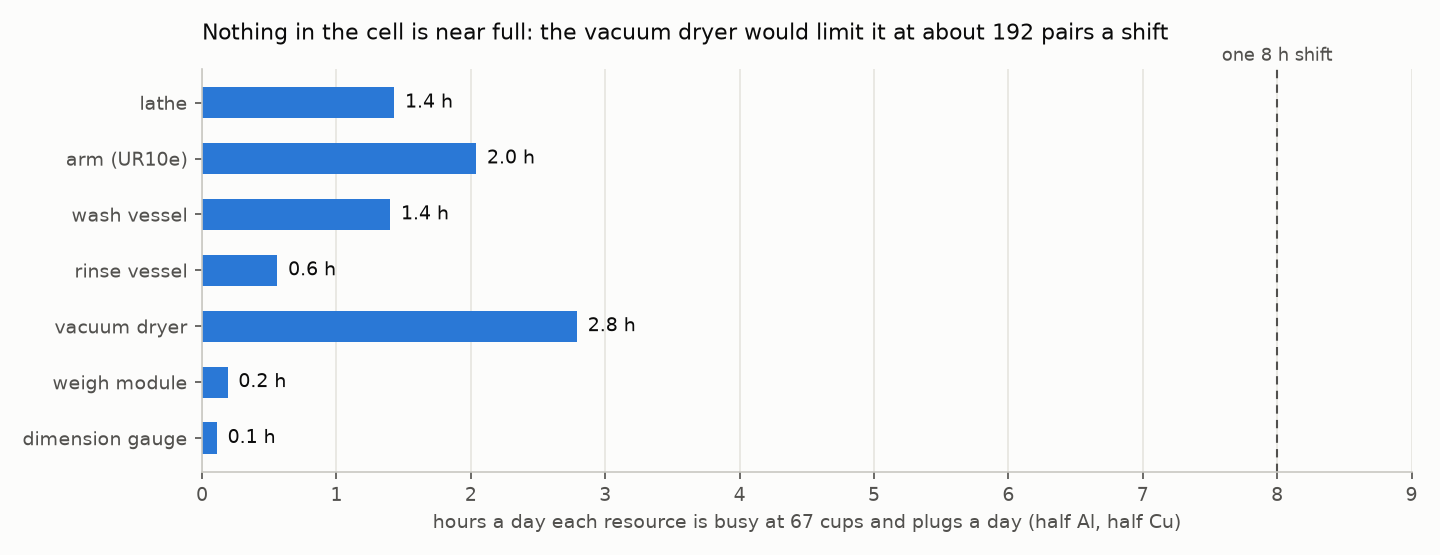 Nothing in the cell is near full: the vacuum dryer would limit it at about 192 pairs a shift
one 8 h shift
lathe 1.4 h
arm (UR10e) 2.0 h
wash vessel 1.4 h
rinse vessel 0.6 h
vacuum dryer 2.8 h
weigh module 0.2 h
dimension gauge 0.1 h
0 1 2 3 4 5 6 7 8 9
hours a day each resource is busy at 67 cups and plugs a day (half Al, half Cu)